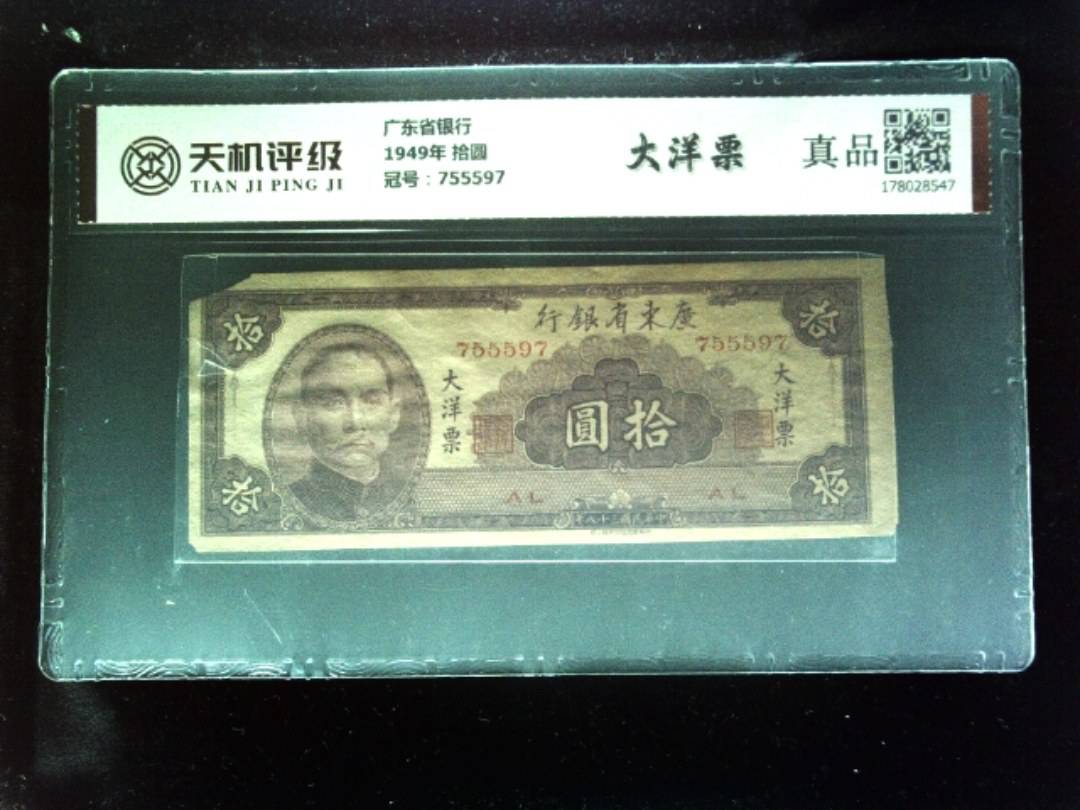 天机评级
TIAN JI PING JI
广东省银行
1949年 拾圆
冠号：755597
大洋票
真品
178028547
行銀省東廣
755597
755597
拾
拾
大洋票
圓拾
大洋票
AL
AL
拾
拾